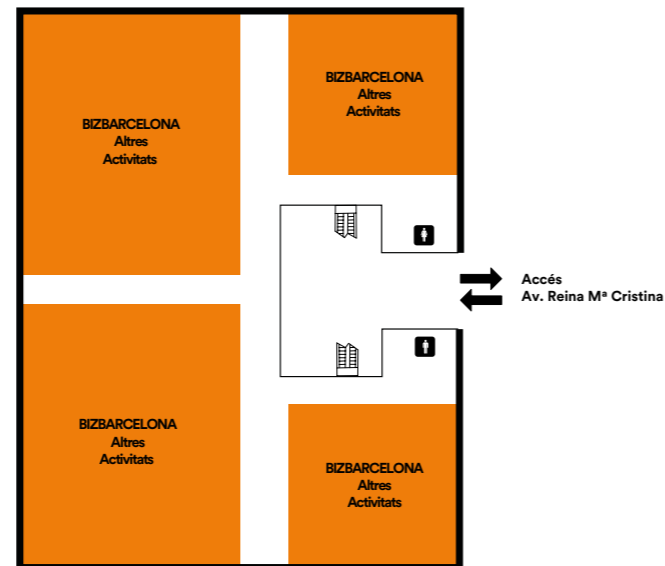 BIZBARCELONA
Altres
Activitats
BIZBARCELONA
Altres
Activitats
Accés
Av. Reina Mª Cristina
BIZBARCELONA
Altres
Activitats
BIZBARCELONA
Altres
Activitats